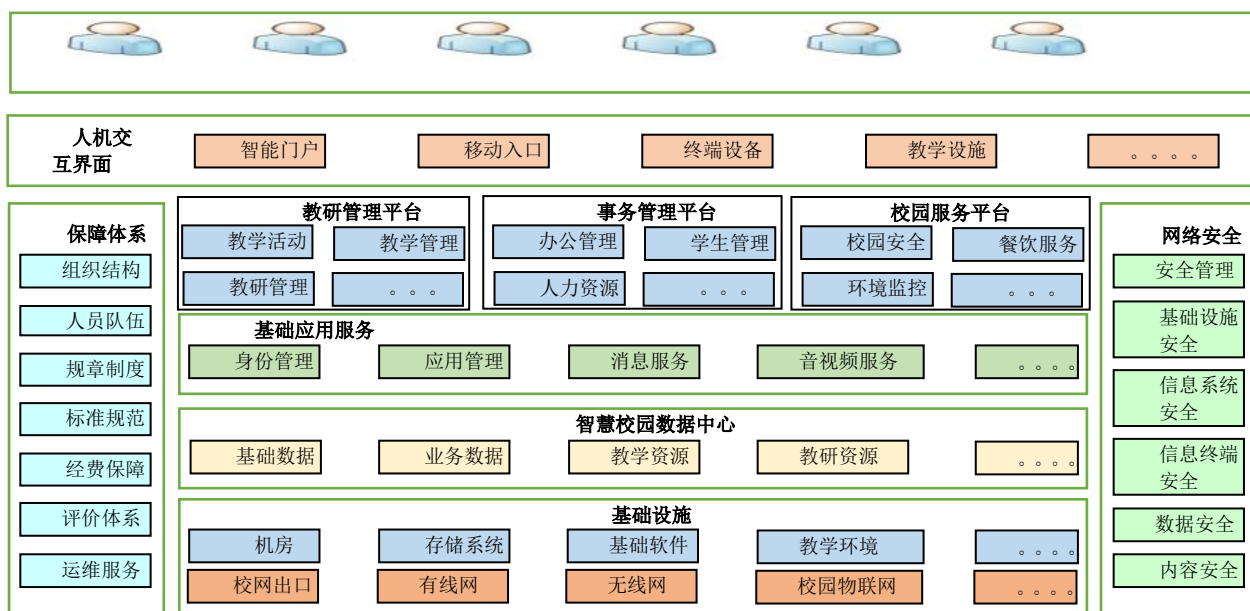 人机交
互界面
智能门户
移动入口
终端设备
教学设施
。。。。
保障体系
组织结构
人员队伍
规章制度
标准规范
经费保障
评价体系
运维服务
教研管理平台
教学活动
教学管理
教研管理
。。。
事务管理平台
办公管理
学生管理
人力资源
。。。
校园服务平台
校园安全
餐饮服务
环境监控
。。。
基础应用服务
身份管理
应用管理
消息服务
音视频服务
。。。。
智慧校园数据中心
基础数据
业务数据
教学资源
教研资源
。。。。
基础设施
机房
存储系统
基础软件
教学环境
。。。。
校网出口
有线网
无线网
校园物联网
。。。。
网络安全
安全管理
基础设施
安全
信息系统
安全
信息终端
安全
数据安全
内容安全